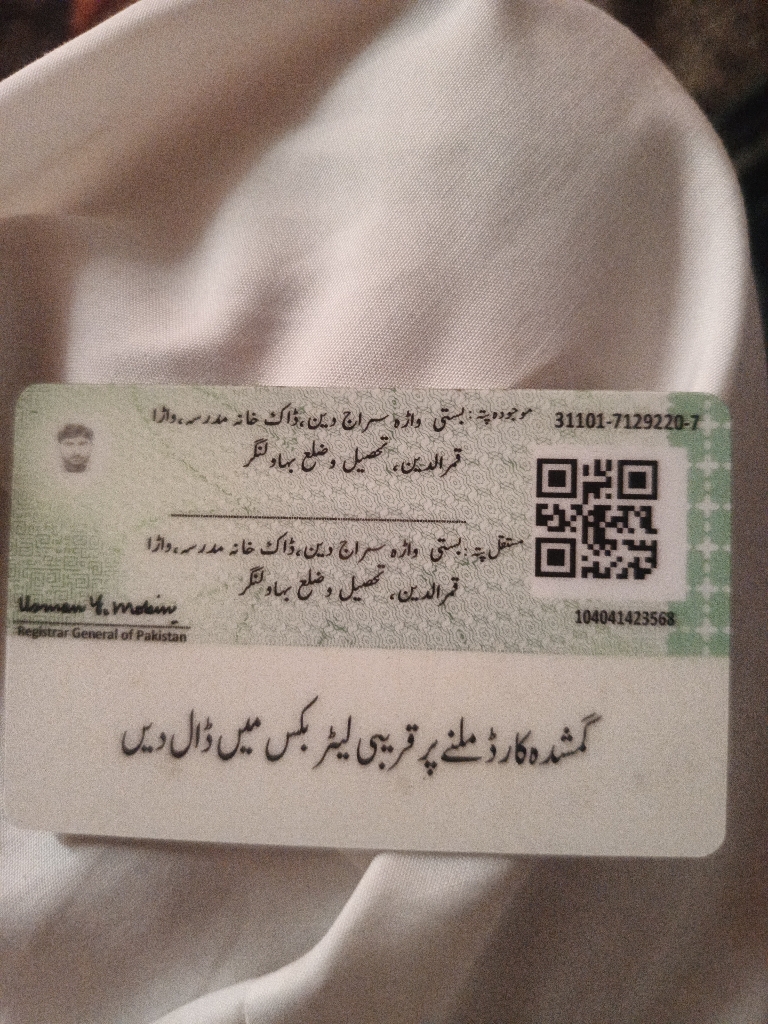 موجودہ پتہ: بستی واڑہ سراج دین، ڈاک خانہ مدرسہ، واڑا
قمرالدین، تحصیل و ضلع بہاولنگر
31101-7129220-7
مستقل پتہ: بستی واڑہ سراج دین، ڈاک خانہ مدرسہ، واڑا
قمرالدین، تحصیل و ضلع بہاولنگر
104041423568
Usman Y. Mobin
Registrar General of Pakistan
گمشدہ کارڈ ملنے پر قریبی لیٹر بکس میں ڈال دیں